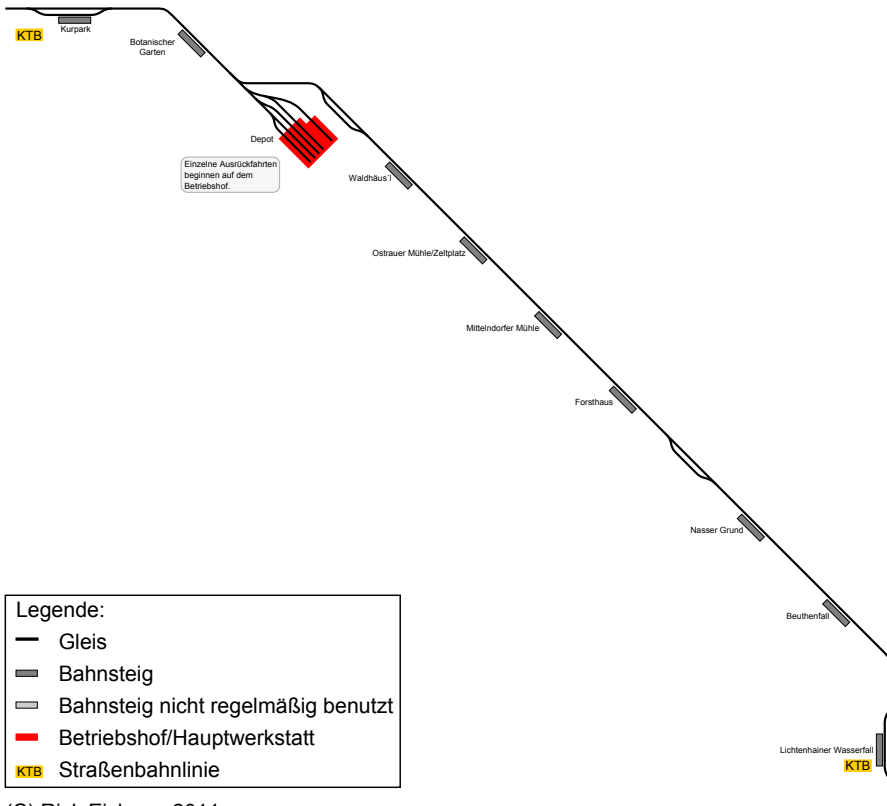 Kurpark
KTB
Botanischer
Garten
Depot
Einzelne Ausrückfahrten
beginnen auf dem
Betriebshof.
Waldhäus´l
Ostrauer Mühle/Zeltplatz
Mittelndorfer Mühle
Forsthaus
Nasser Grund
Beuthenfall
Lichtenhainer Wasserfall
KTB
Legende:
Gleis
Bahnsteig
Bahnsteig nicht regelmäßig benutzt
Betriebshof/Hauptwerkstatt
KTB Straßenbahnlinie